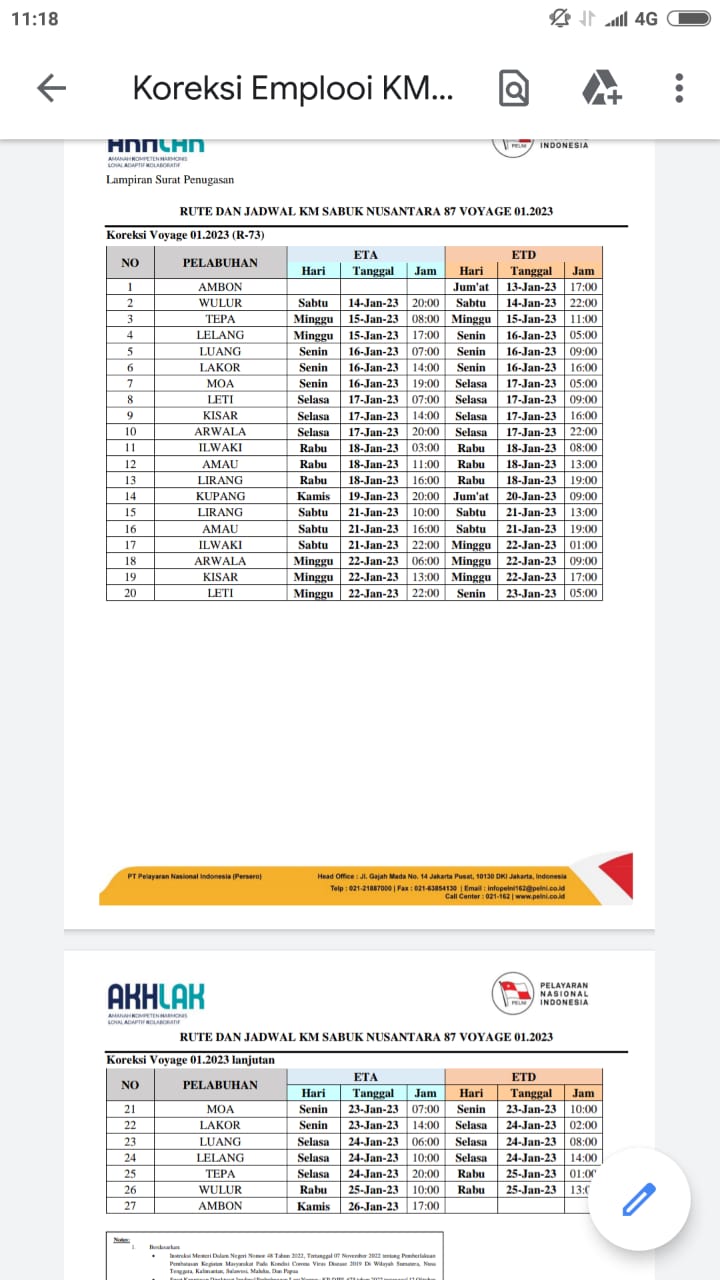 11:18 4G
Koreksi Emplooi KM...
AKHLAK
AMANAH KOMPETEN HARMONIS
LOYAL ADAPTIF KOLABORATIF
PELNI INDONESIA
Lampiran Surat Penugasan
RUTE DAN JADWAL KM SABUK NUSANTARA 87 VOYAGE 01.2023
Koreksi Voyage 01.2023 (R-73)
NO PELABUHAN ETA ETD
Hari Tanggal Jam Hari Tanggal Jam
1 AMBON Jum'at 13-Jan-23 17:00
2 WULUR Sabtu 14-Jan-23 20:00 Sabtu 14-Jan-23 22:00
3 TEPA Minggu 15-Jan-23 08:00 Minggu 15-Jan-23 11:00
4 LELANG Minggu 15-Jan-23 17:00 Senin 16-Jan-23 05:00
5 LUANG Senin 16-Jan-23 07:00 Senin 16-Jan-23 09:00
6 LAKOR Senin 16-Jan-23 14:00 Senin 16-Jan-23 16:00
7 MOA Senin 16-Jan-23 19:00 Selasa 17-Jan-23 05:00
8 LETI Selasa 17-Jan-23 07:00 Selasa 17-Jan-23 09:00
9 KISAR Selasa 17-Jan-23 14:00 Selasa 17-Jan-23 16:00
10 ARWALA Selasa 17-Jan-23 20:00 Selasa 17-Jan-23 22:00
11 ILWAKI Rabu 18-Jan-23 03:00 Rabu 18-Jan-23 08:00
12 AMAU Rabu 18-Jan-23 11:00 Rabu 18-Jan-23 13:00
13 LIRANG Rabu 18-Jan-23 16:00 Rabu 18-Jan-23 19:00
14 KUPANG Kamis 19-Jan-23 20:00 Jum'at 20-Jan-23 09:00
15 LIRANG Sabtu 21-Jan-23 10:00 Sabtu 21-Jan-23 13:00
16 AMAU Sabtu 21-Jan-23 16:00 Sabtu 21-Jan-23 19:00
17 ILWAKI Sabtu 21-Jan-23 22:00 Minggu 22-Jan-23 01:00
18 ARWALA Minggu 22-Jan-23 06:00 Minggu 22-Jan-23 09:00
19 KISAR Minggu 22-Jan-23 13:00 Minggu 22-Jan-23 17:00
20 LETI Minggu 22-Jan-23 22:00 Senin 23-Jan-23 05:00
PT Pelayaran Nasional Indonesia (Persero) Head Office : Jl. Gajah Mada No. 14 Jakarta Pusat, 10130 DKI Jakarta, Indonesia
Telp : 021-21887000 | Fax : 021-63854130 | Email : infopelni162@pelni.co.id
Call Center : 021-162 | www.pelni.co.id
AKHLAK
AMANAH KOMPETEN HARMONIS
LOYAL ADAPTIF KOLABORATIF
PELNI
PELAYARAN
NASIONAL
INDONESIA
RUTE DAN JADWAL KM SABUK NUSANTARA 87 VOYAGE 01.2023
Koreksi Voyage 01.2023 lanjutan
NO PELABUHAN ETA ETD
Hari Tanggal Jam Hari Tanggal Jam
21 MOA Senin 23-Jan-23 07:00 Senin 23-Jan-23 10:00
22 LAKOR Senin 23-Jan-23 14:00 Selasa 24-Jan-23 02:00
23 LUANG Selasa 24-Jan-23 06:00 Selasa 24-Jan-23 08:00
24 LELANG Selasa 24-Jan-23 10:00 Selasa 24-Jan-23 14:00
25 TEPA Selasa 24-Jan-23 20:00 Rabu 25-Jan-23 01:00
26 WULUR Rabu 25-Jan-23 10:00 Rabu 25-Jan-23
27 AMBON Kamis 26-Jan-23 17:00
Notes:
1. Berdasarkan:
• Instruksi Menteri Dalam Negeri Nomor 48 Tahun 2022, Tertanggal 07 November 2022 tentang Pemberlakuan
Pembatasan Kegiatan Masyarakat Pada Kondisi Corona Virus Disease 2019 Di Wilayah Sumatera, Nusa
Tenggara, Kalimantan, Sulawesi, Maluku, Dan Papua